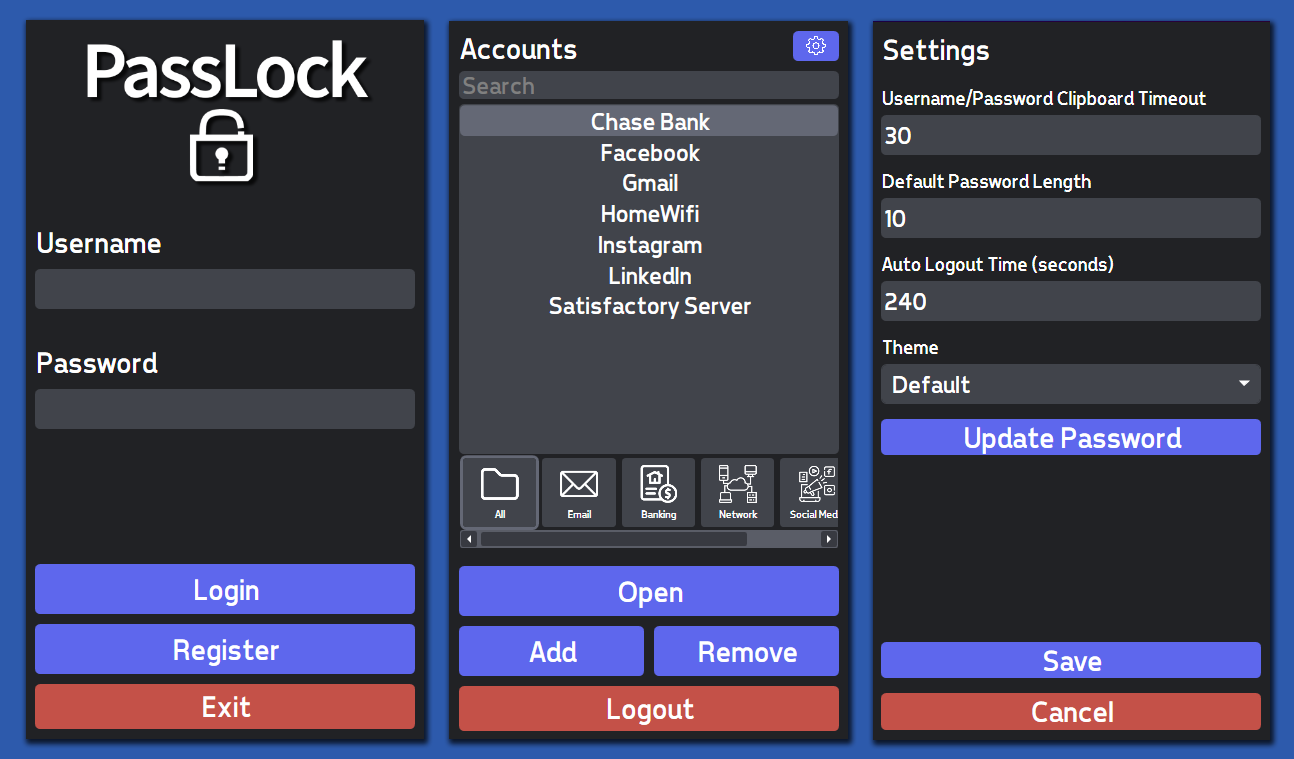 PassLock
Username
Password
Login
Register
Exit
Accounts
Search
Chase Bank
Facebook
Gmail
HomeWifi
Instagram
LinkedIn
Satisfactory Server
All
Email
Banking
Network
Social Med
Open
Add
Remove
Logout
Settings
Username/Password Clipboard Timeout
30
Default Password Length
10
Auto Logout Time (seconds)
240
Theme
Default
Update Password
Save
Cancel